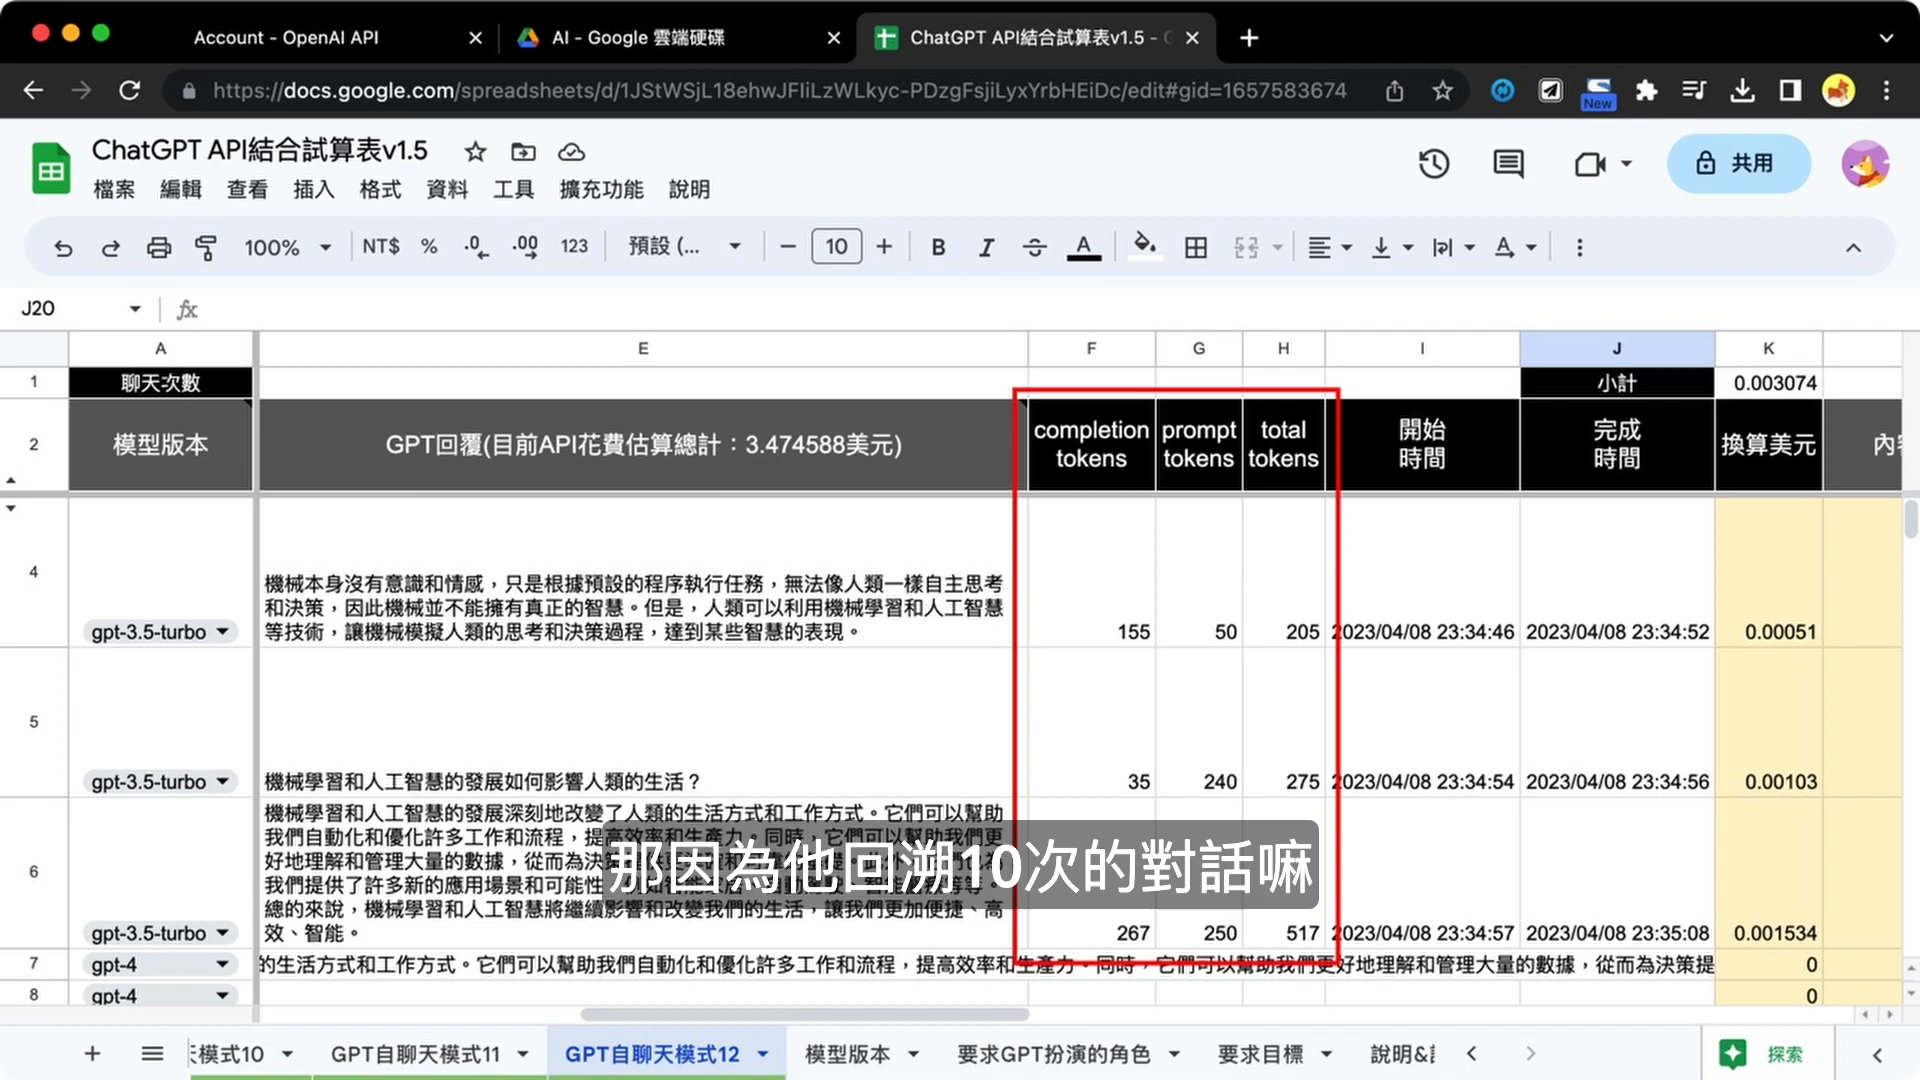 Account - OpenAI API
AI - Google 雲端硬碟
ChatGPT API結合試算表v1.5 -
https://docs.google.com/spreadsheets/d/1JStWSjL18ehwJFIiLzWLkyc-PDzgFsjiLyxYrbHEiDc/edit#gid=1657583674
New
ChatGPT API結合試算表v1.5
檔案 編輯 查看 插入 格式 資料 工具 擴充功能 說明
共用
100% NT$ % .0 .00 123 預設 (... 10 B I A
J20 fx
A E F G H I J K
1 聊天次數 小計 0.003074
2 模型版本 GPT回覆(目前API花費估算總計：3.474588美元) completion tokens prompt tokens total tokens 開始時間 完成時間 換算美元
機械本身沒有意識和情感，只是根據預設的程序執行任務，無法像人類一樣自主思考
和決策，因此機械並不能擁有真正的智慧。但是，人類可以利用機械學習和人工智慧
4 gpt-3.5-turbo 等技術，讓機械模擬人類的思考和決策過程，達到某些智慧的表現。 155 50 205 2023/04/08 23:34:46 2023/04/08 23:34:52 0.00051
5 gpt-3.5-turbo 機械學習和人工智慧的發展如何影響人類的生活？ 35 240 275 2023/04/08 23:34:54 2023/04/08 23:34:56 0.00103
機械學習和人工智慧的發展深刻地改變了人類的生活方式和工作方式。它們可以幫助
我們自動化和優化許多工作和流程，提高效率和生產力。同時，它們可以幫助我們更
好地理解和管理大量的數據，從而為決
那因為他回溯10次的對話嘛
我們提供了許多新的應用場景和可能性
總的來說，機械學習和人工智慧將繼續影響和改變我們的生活，讓我們更加便捷、高
6 gpt-3.5-turbo 效、智能。 267 250 517 2023/04/08 23:34:57 2023/04/08 23:35:08 0.001534
7 gpt-4 的生活方式和工作方式。它們可以幫助我們自動化和優化許多工作和流程，提高效率和生產力。同時，它們可以幫助我們更好地理解和管理大量的數據，從而為決策提 0
8 gpt-4 0
模式10 GPT自聊天模式11 GPT自聊天模式12 模型版本 要求GPT扮演的角色 要求目標 說明& 探索